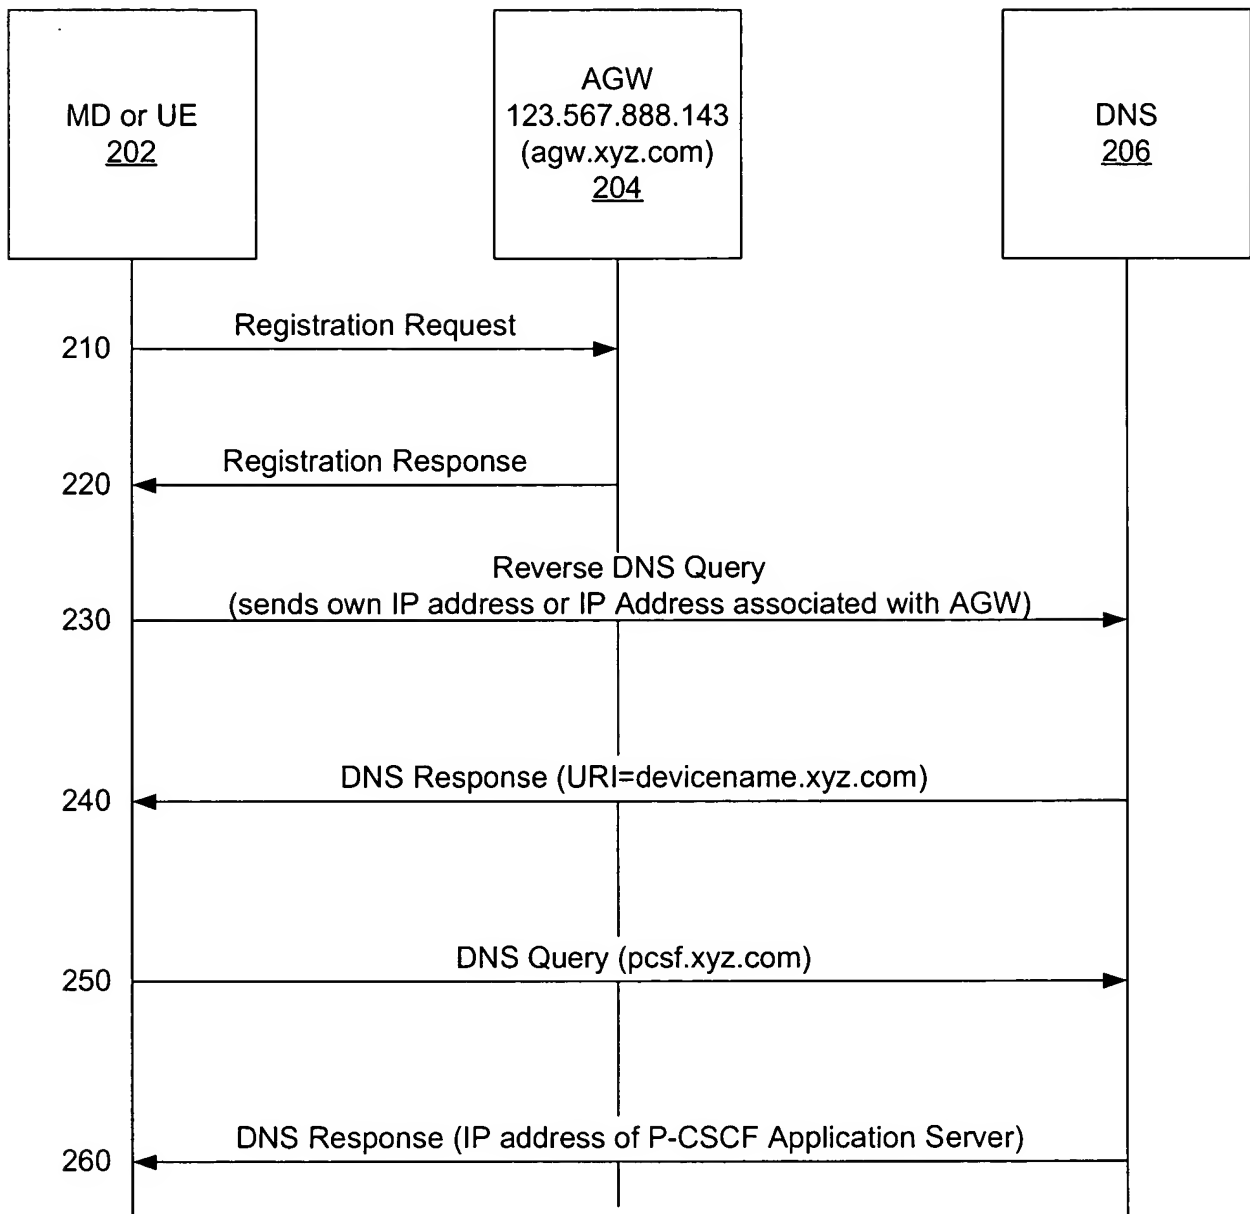 MD or UE
202
AGW
123.567.888.143
(agw.xyz.com)
204
DNS
206
Registration Request
210
Registration Response
220
Reverse DNS Query
(sends own IP address or IP Address associated with AGW)
230
DNS Response (URI=devicename.xyz.com)
240
DNS Query (pcsf.xyz.com)
250
DNS Response (IP address of P-CSCF Application Server)
260